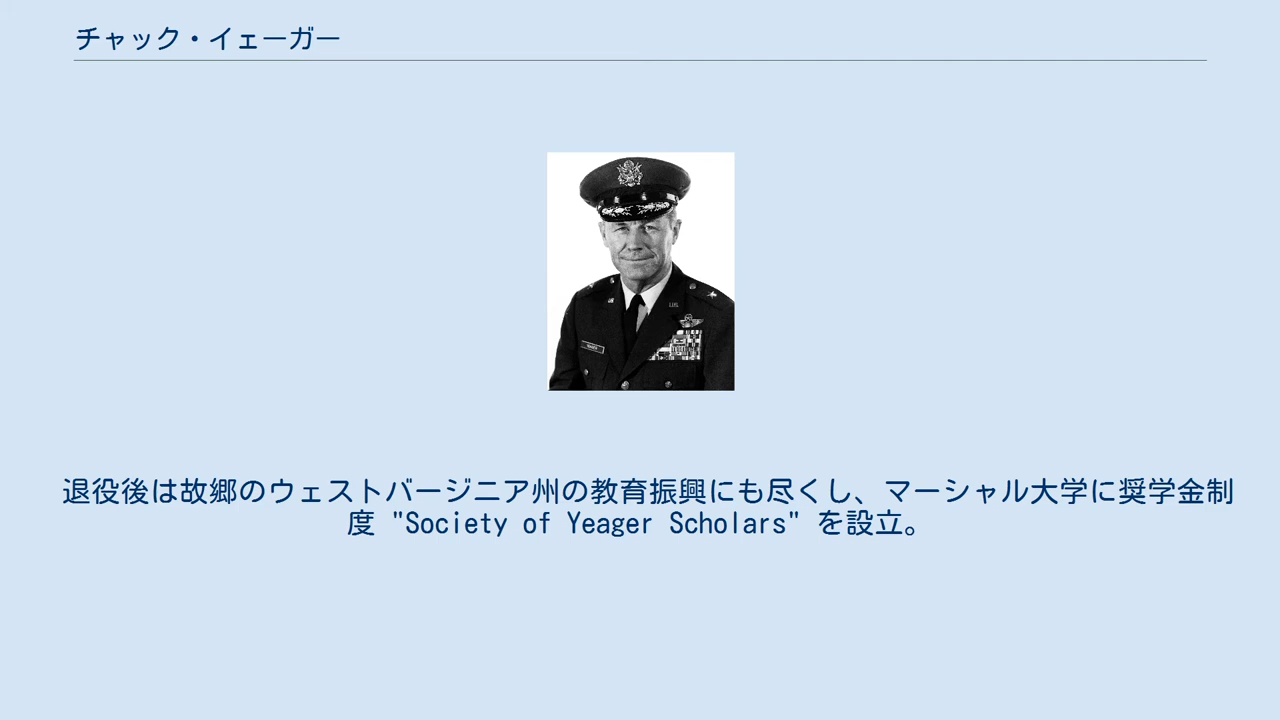 チャック・イェーガー
退役後は故郷のウェストバージニア州の教育振興にも尽くし、マーシャル大学に奨学金制
度 "Society of Yeager Scholars" を設立。